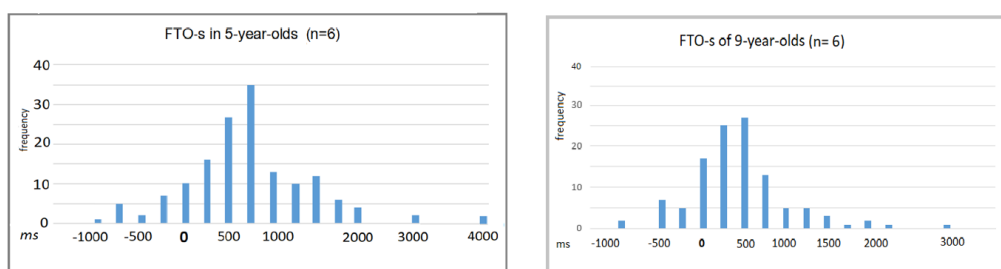 FTO-s in 5-year-olds (n=6)
frequency
40
30
20
10
0
ms -1000 -500 0 500 1000 2000 3000 4000
FTO-s of 9-year-olds (n= 6)
frequency
40
30
20
10
0
ms -1000 -500 0 500 1000 1500 2000 3000